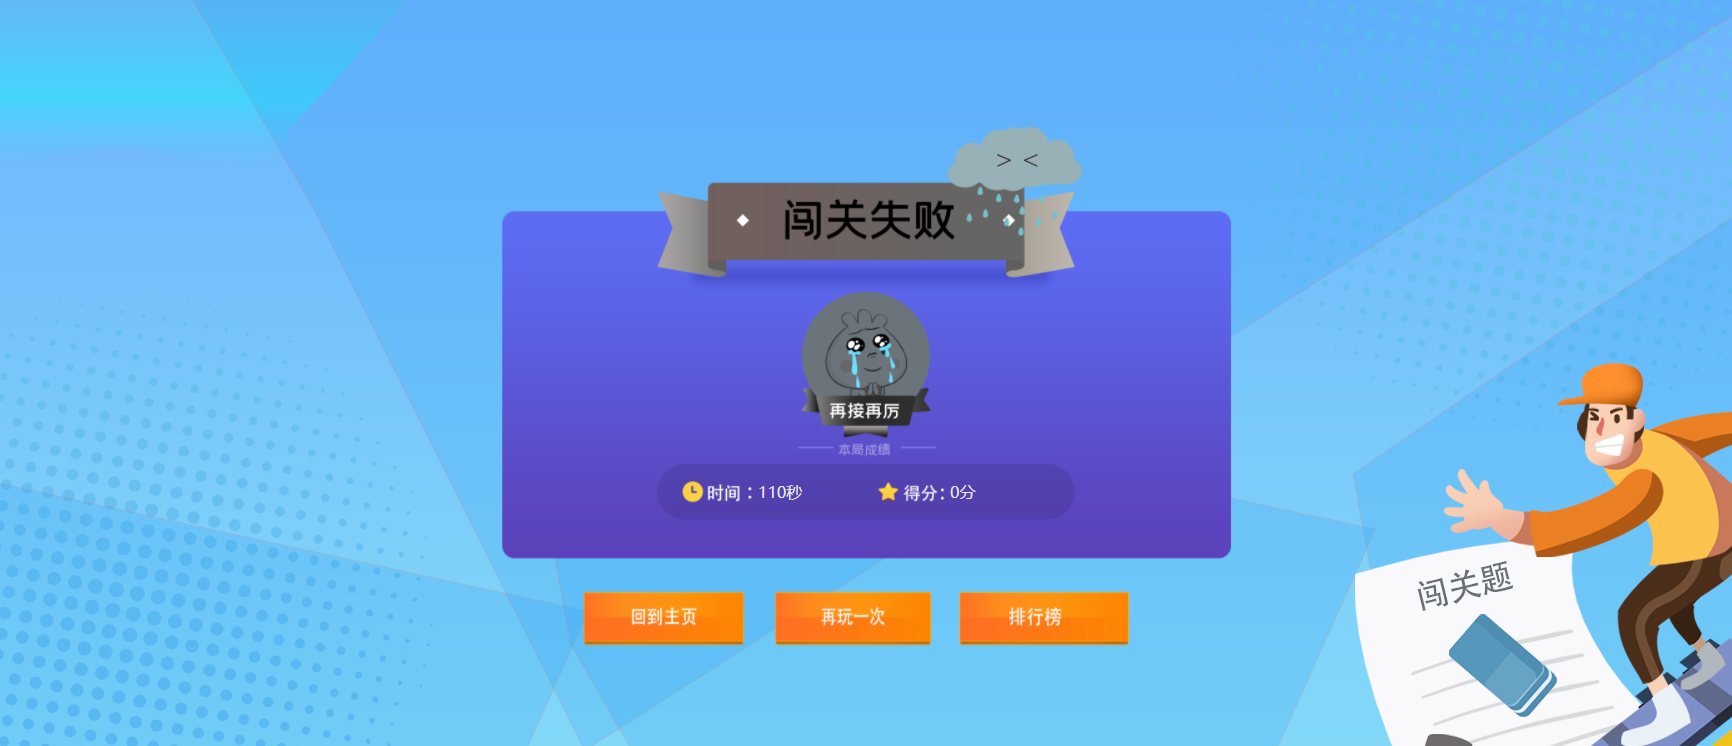 闯关失败
再接再厉
本局成绩
时间：110秒
得分：0分
回到主页
再玩一次
排行榜
闯关题